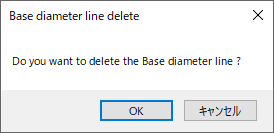 Base diameter line delete
Do you want to delete the Base diameter line ?
OK
キャンセル